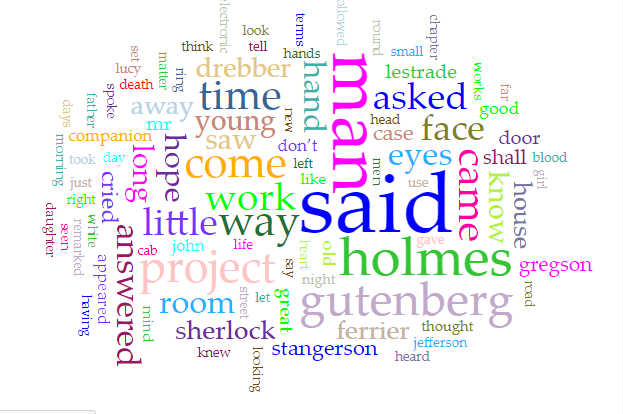 electronic
look
tell
terms
followed
chapter
round
think
small
set
lucy
matter
ring
death
drebber
hands
lestrade
works
far
spoke
away
time
hand
man
asked
good
father
days
mr
young
new
head
case
face
door
companion
saw
don't
men
eyes
shall
blood
morning
took
day
long
hope
come
left
like
came
know
house
girl
just
right
cried
work
use
said
daughter
seen
remarked
white
appeared
answered
little
way
john
cab
life
heart
old
gave
holmes
gregson
project
say
night
road
having
mind
room
street
let
great
gutenberg
sherlock
ferrier
thought
jefferson
knew
looking
stangerson
heard